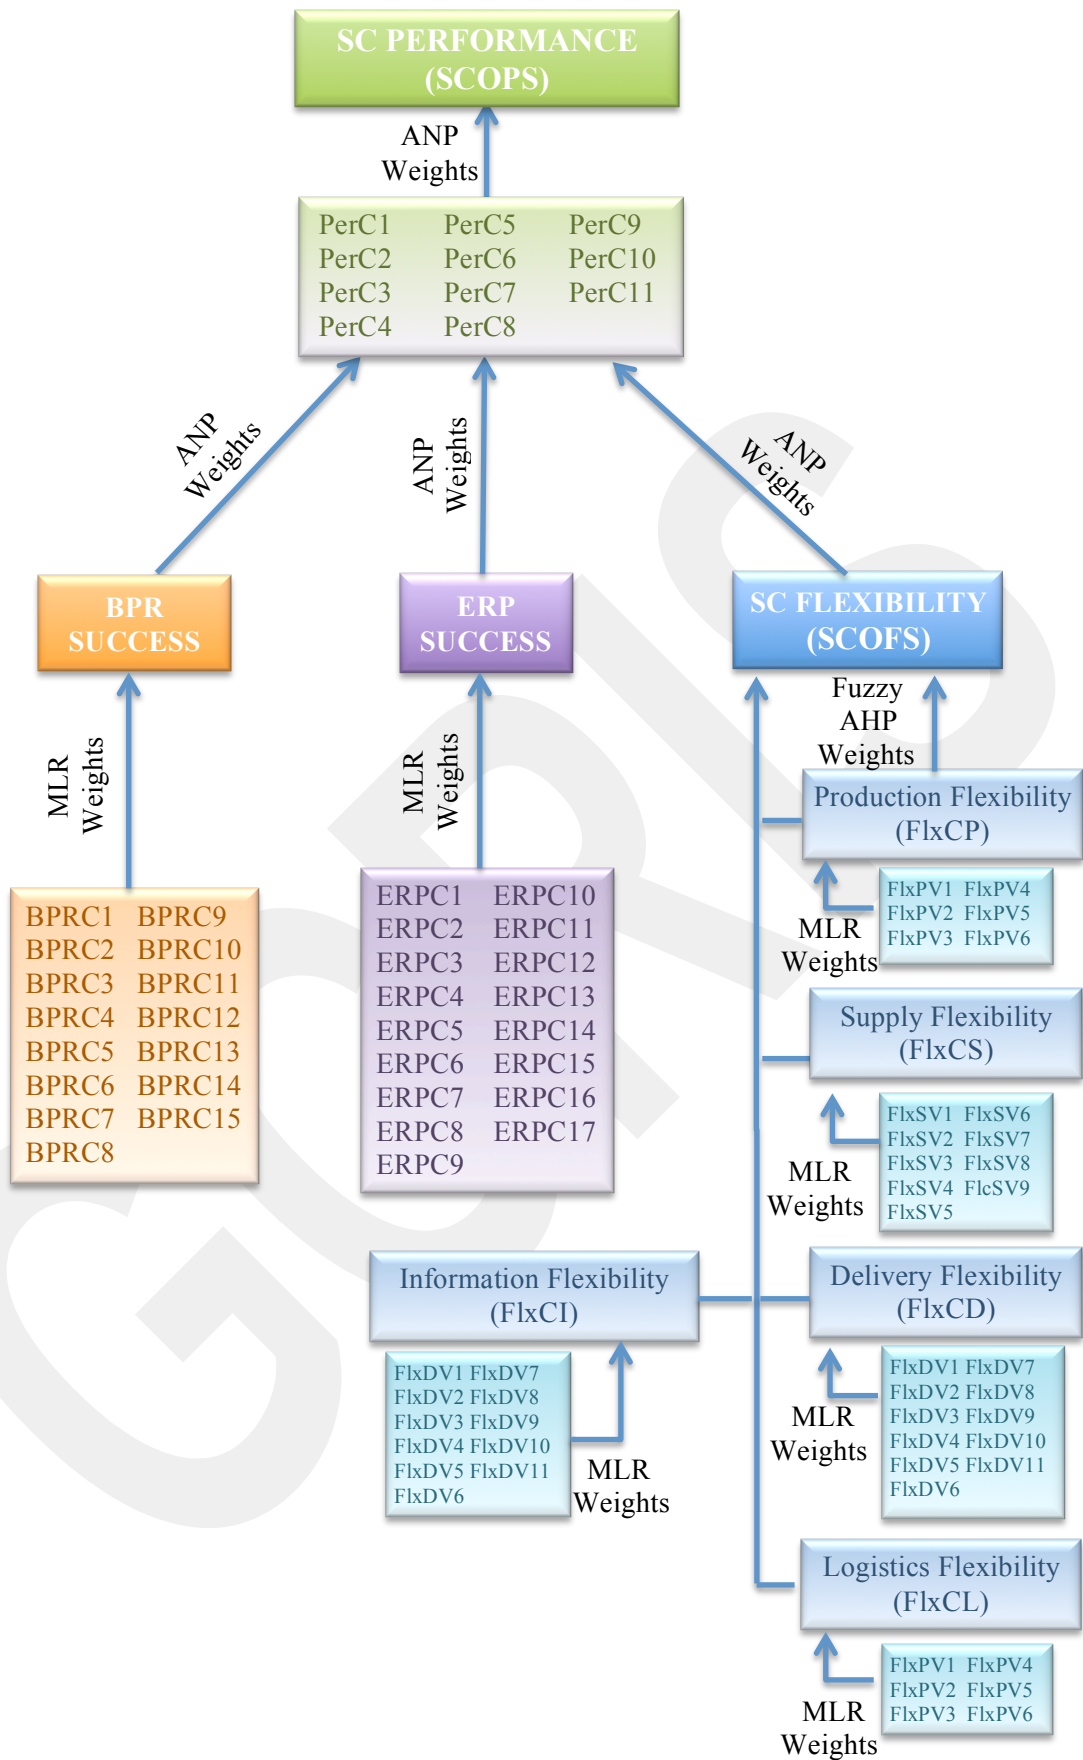 SC PERFORMANCE
(SCOPS)
ANP
Weights
PerC1 PerC5 PerC9
PerC2 PerC6 PerC10
PerC3 PerC7 PerC11
PerC4 PerC8
ANP
Weights
ANP
Weights
ANP
Weights
BPR
SUCCESS
ERP
SUCCESS
SC FLEXIBILITY
(SCOFS)
MLR
Weights
MLR
Weights
Fuzzy
AHP
Weights
Production Flexibility
(FlxCP)
FlxPV1 FlxPV4
FlxPV2 FlxPV5
FlxPV3 FlxPV6
MLR
Weights
BPRC1 BPRC9
BPRC2 BPRC10
BPRC3 BPRC11
BPRC4 BPRC12
BPRC5 BPRC13
BPRC6 BPRC14
BPRC7 BPRC15
BPRC8
ERPC1 ERPC10
ERPC2 ERPC11
ERPC3 ERPC12
ERPC4 ERPC13
ERPC5 ERPC14
ERPC6 ERPC15
ERPC7 ERPC16
ERPC8 ERPC17
ERPC9
Supply Flexibility
(FlxCS)
FlxSV1 FlxSV6
FlxSV2 FlxSV7
FlxSV3 FlxSV8
FlxSV4 FlcSV9
FlxSV5
MLR
Weights
Information Flexibility
(FlxCI)
FlxDV1 FlxDV7
FlxDV2 FlxDV8
FlxDV3 FlxDV9
FlxDV4 FlxDV10
FlxDV5 FlxDV11
FlxDV6
MLR
Weights
Delivery Flexibility
(FlxCD)
FlxDV1 FlxDV7
FlxDV2 FlxDV8
FlxDV3 FlxDV9
FlxDV4 FlxDV10
FlxDV5 FlxDV11
FlxDV6
MLR
Weights
Logistics Flexibility
(FlxCL)
FlxPV1 FlxPV4
FlxPV2 FlxPV5
FlxPV3 FlxPV6
MLR
Weights